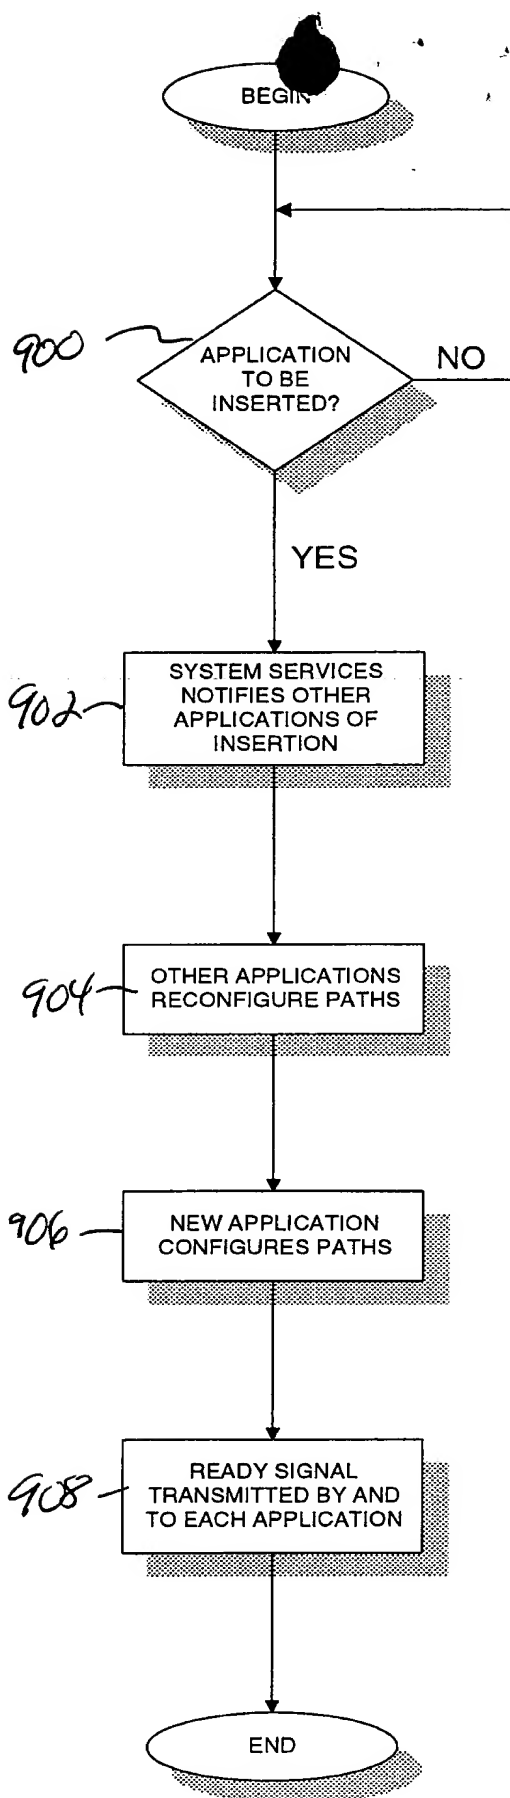 BEGIN
900
APPLICATION
TO BE
INSERTED?
NO
YES
902
SYSTEM SERVICES
NOTIFIES OTHER
APPLICATIONS OF
INSERTION
904
OTHER APPLICATIONS
RECONFIGURE PATHS
906
NEW APPLICATION
CONFIGURES PATHS
908
READY SIGNAL
TRANSMITTED BY AND
TO EACH APPLICATION
END